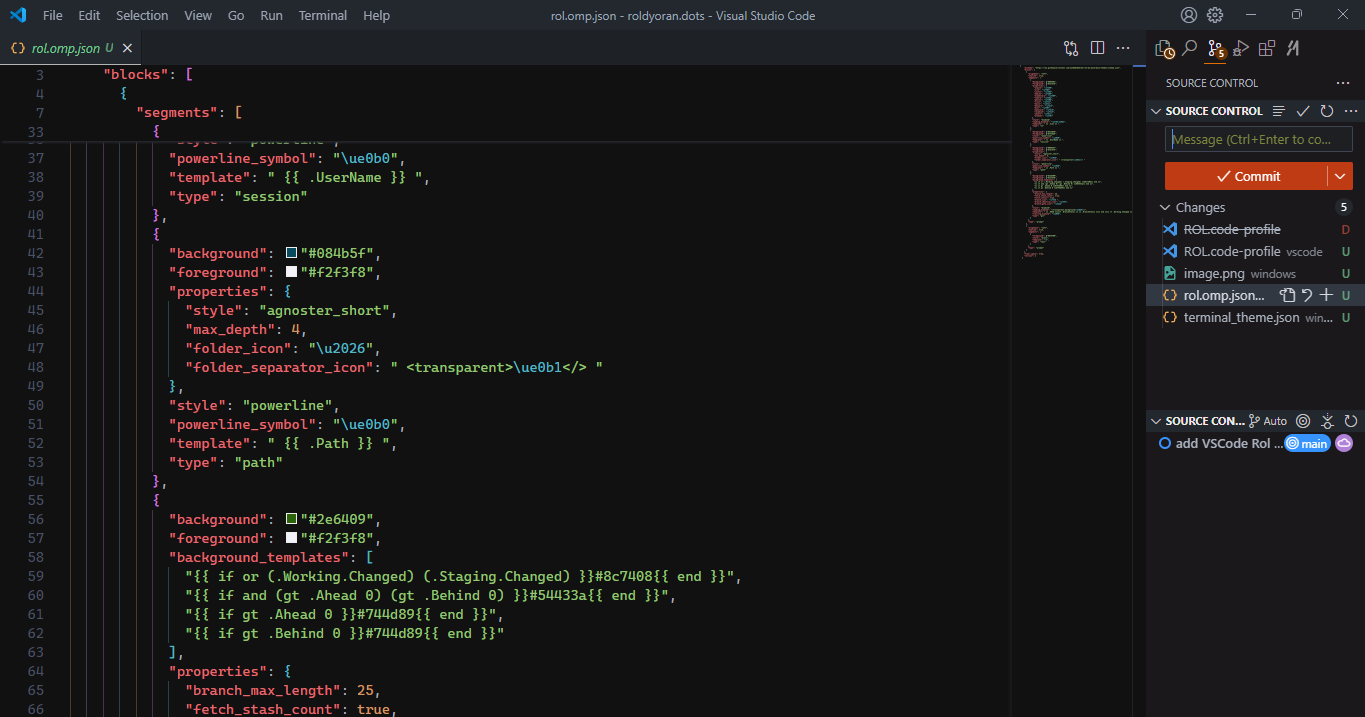 File Edit Selection View Go Run Terminal Help
rol.omp.json - roldyoran.dots - Visual Studio Code
{} rol.omp.json U
3 "blocks": [
4 {
7 "segments": [
33 {
37 "powerline_symbol": "\ue0b0",
38 "template": " {{ .UserName }} ",
39 "type": "session"
40 },
41 {
42 "background": "#084b5f",
43 "foreground": "#f2f3f8",
44 "properties": {
45 "style": "agnoster_short",
46 "max_depth": 4,
47 "folder_icon": "\u2026",
48 "folder_separator_icon": " <transparent>\ue0b1</> "
49 },
50 "style": "powerline",
51 "powerline_symbol": "\ue0b0",
52 "template": " {{ .Path }} ",
53 "type": "path"
54 },
55 {
56 "background": "#2e6409",
57 "foreground": "#f2f3f8",
58 "background_templates": [
59 "{{ if or (.Working.Changed) (.Staging.Changed) }}#8c7408{{ end }}",
60 "{{ if and (gt .Ahead 0) (gt .Behind 0) }}#54433a{{ end }}",
61 "{{ if gt .Ahead 0 }}#744d89{{ end }}",
62 "{{ if gt .Behind 0 }}#744d89{{ end }}"
63 ],
64 "properties": {
65 "branch_max_length": 25,
66 "fetch_stash_count": true,
5
SOURCE CONTROL
SOURCE CONTROL
Message (Ctrl+Enter to co...
Commit
Changes 5
ROL.code-profile D
ROL.code-profile vscode U
image.png windows U
{} rol.omp.json... U
{} terminal_theme.json win... U
SOURCE CON... Auto
add VSCode Rol ... main